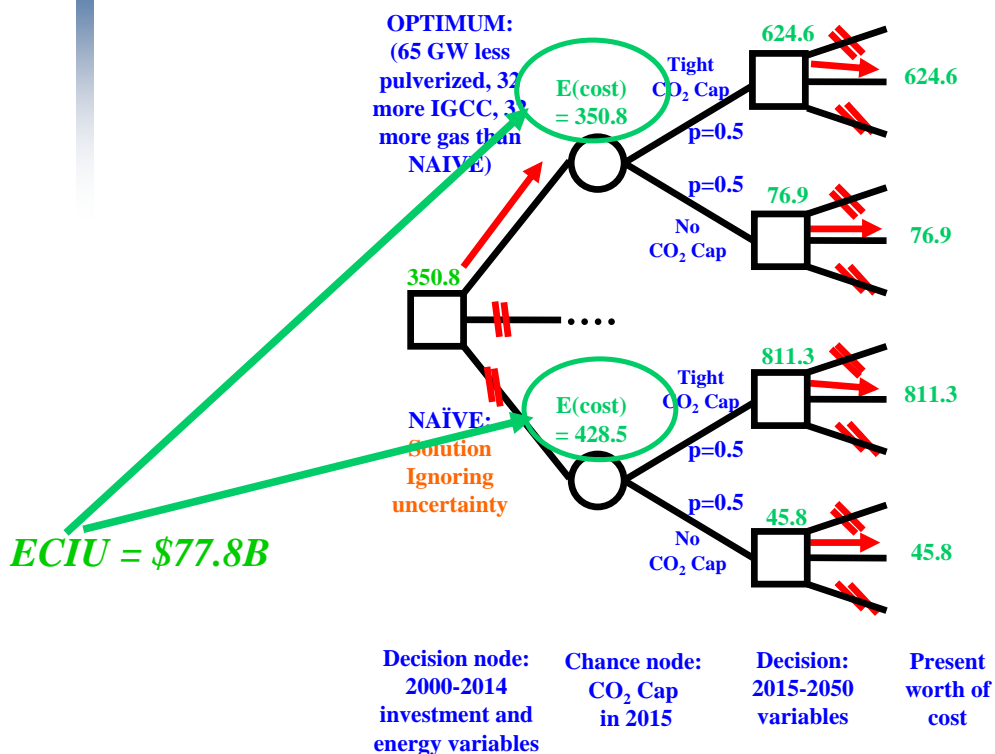 OPTIMUM:
(65 GW less
pulverized, 32
more IGCC, 32
more gas than
NAIVE)
E(cost)
= 350.8
Tight
CO₂ Cap
p=0.5
624.6
624.6
p=0.5
No
CO₂ Cap
76.9
76.9
350.8
....
NAÏVE:
Solution
Ignoring
uncertainty
E(cost)
= 428.5
Tight
CO₂ Cap
p=0.5
811.3
811.3
p=0.5
No
CO₂ Cap
45.8
45.8
ECIU = $77.8B
Decision node:
2000-2014
investment and
energy variables
Chance node:
CO₂ Cap
in 2015
Decision:
2015-2050
variables
Present
worth of
cost